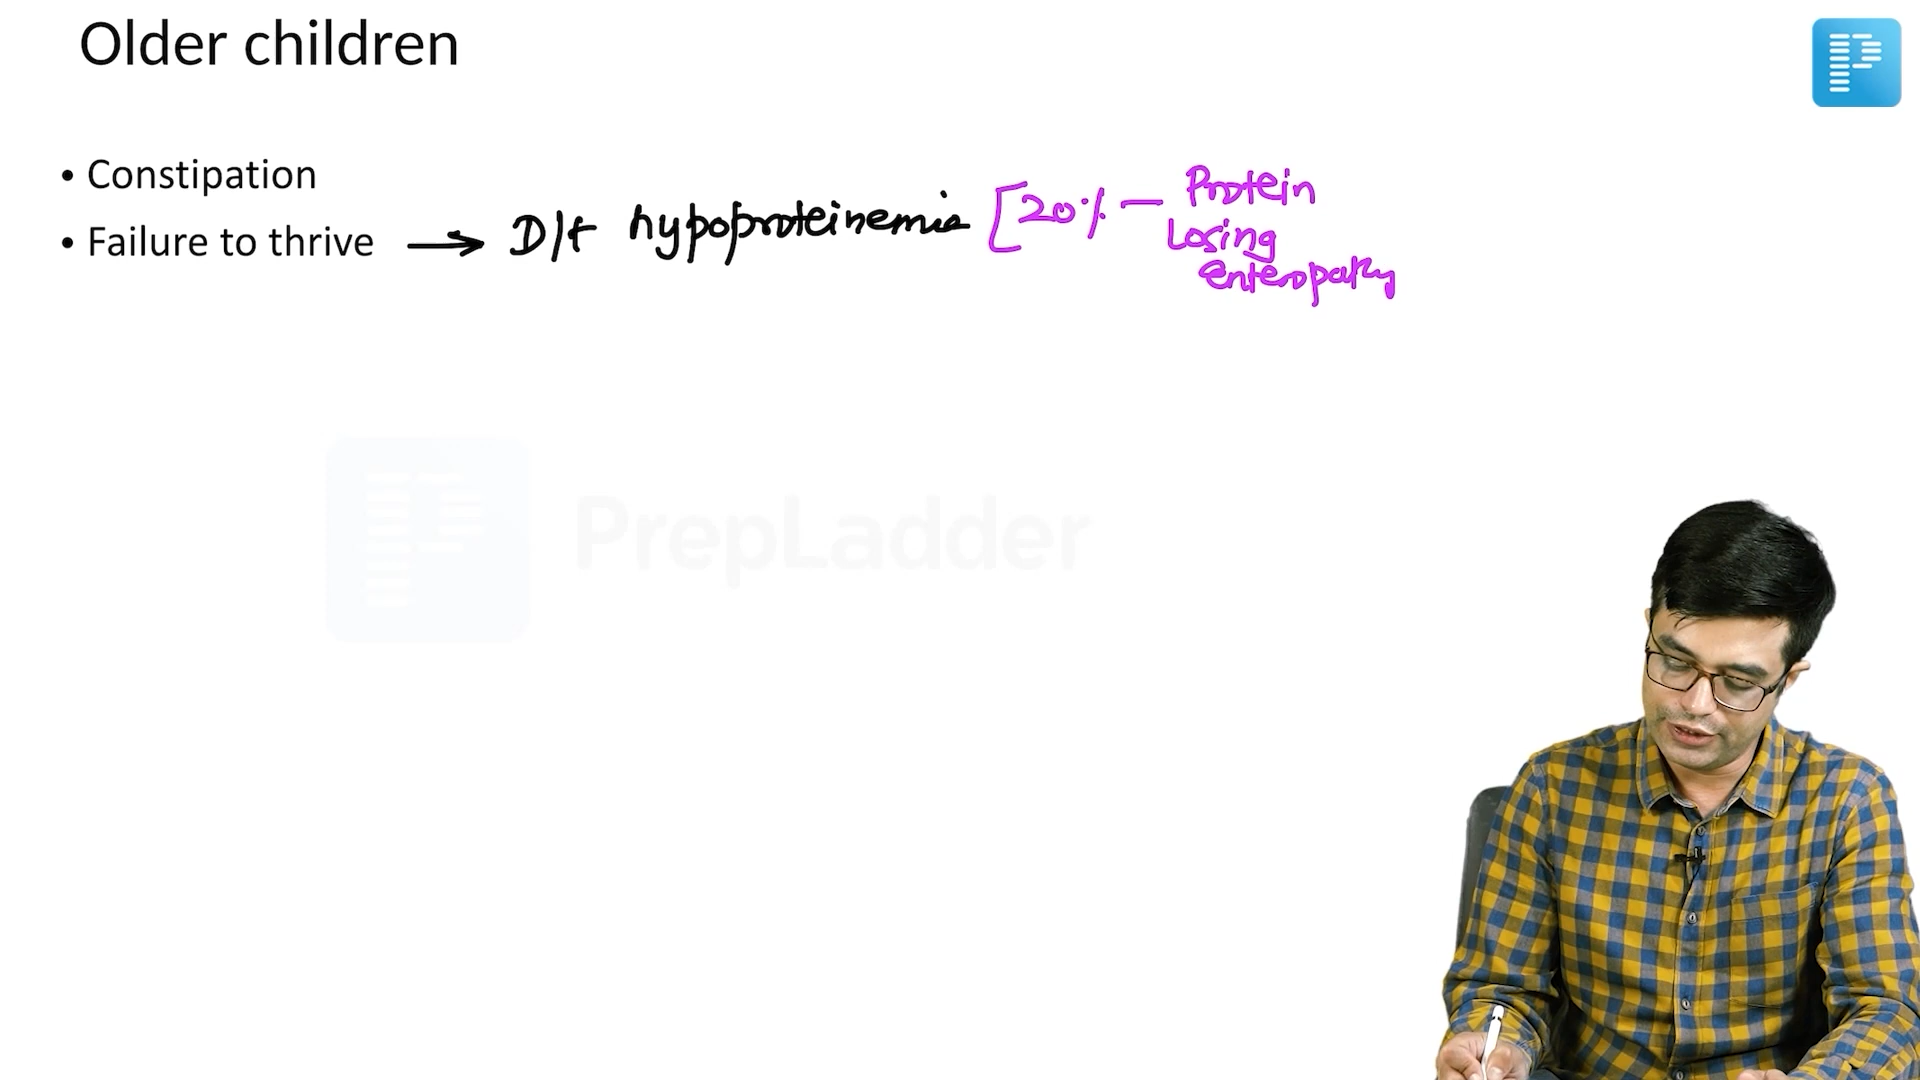 Older children
• Constipation
• Failure to thrive → D/t hypoproteinemia [20% — Protein
Losing
enteropathy
PrepLadder